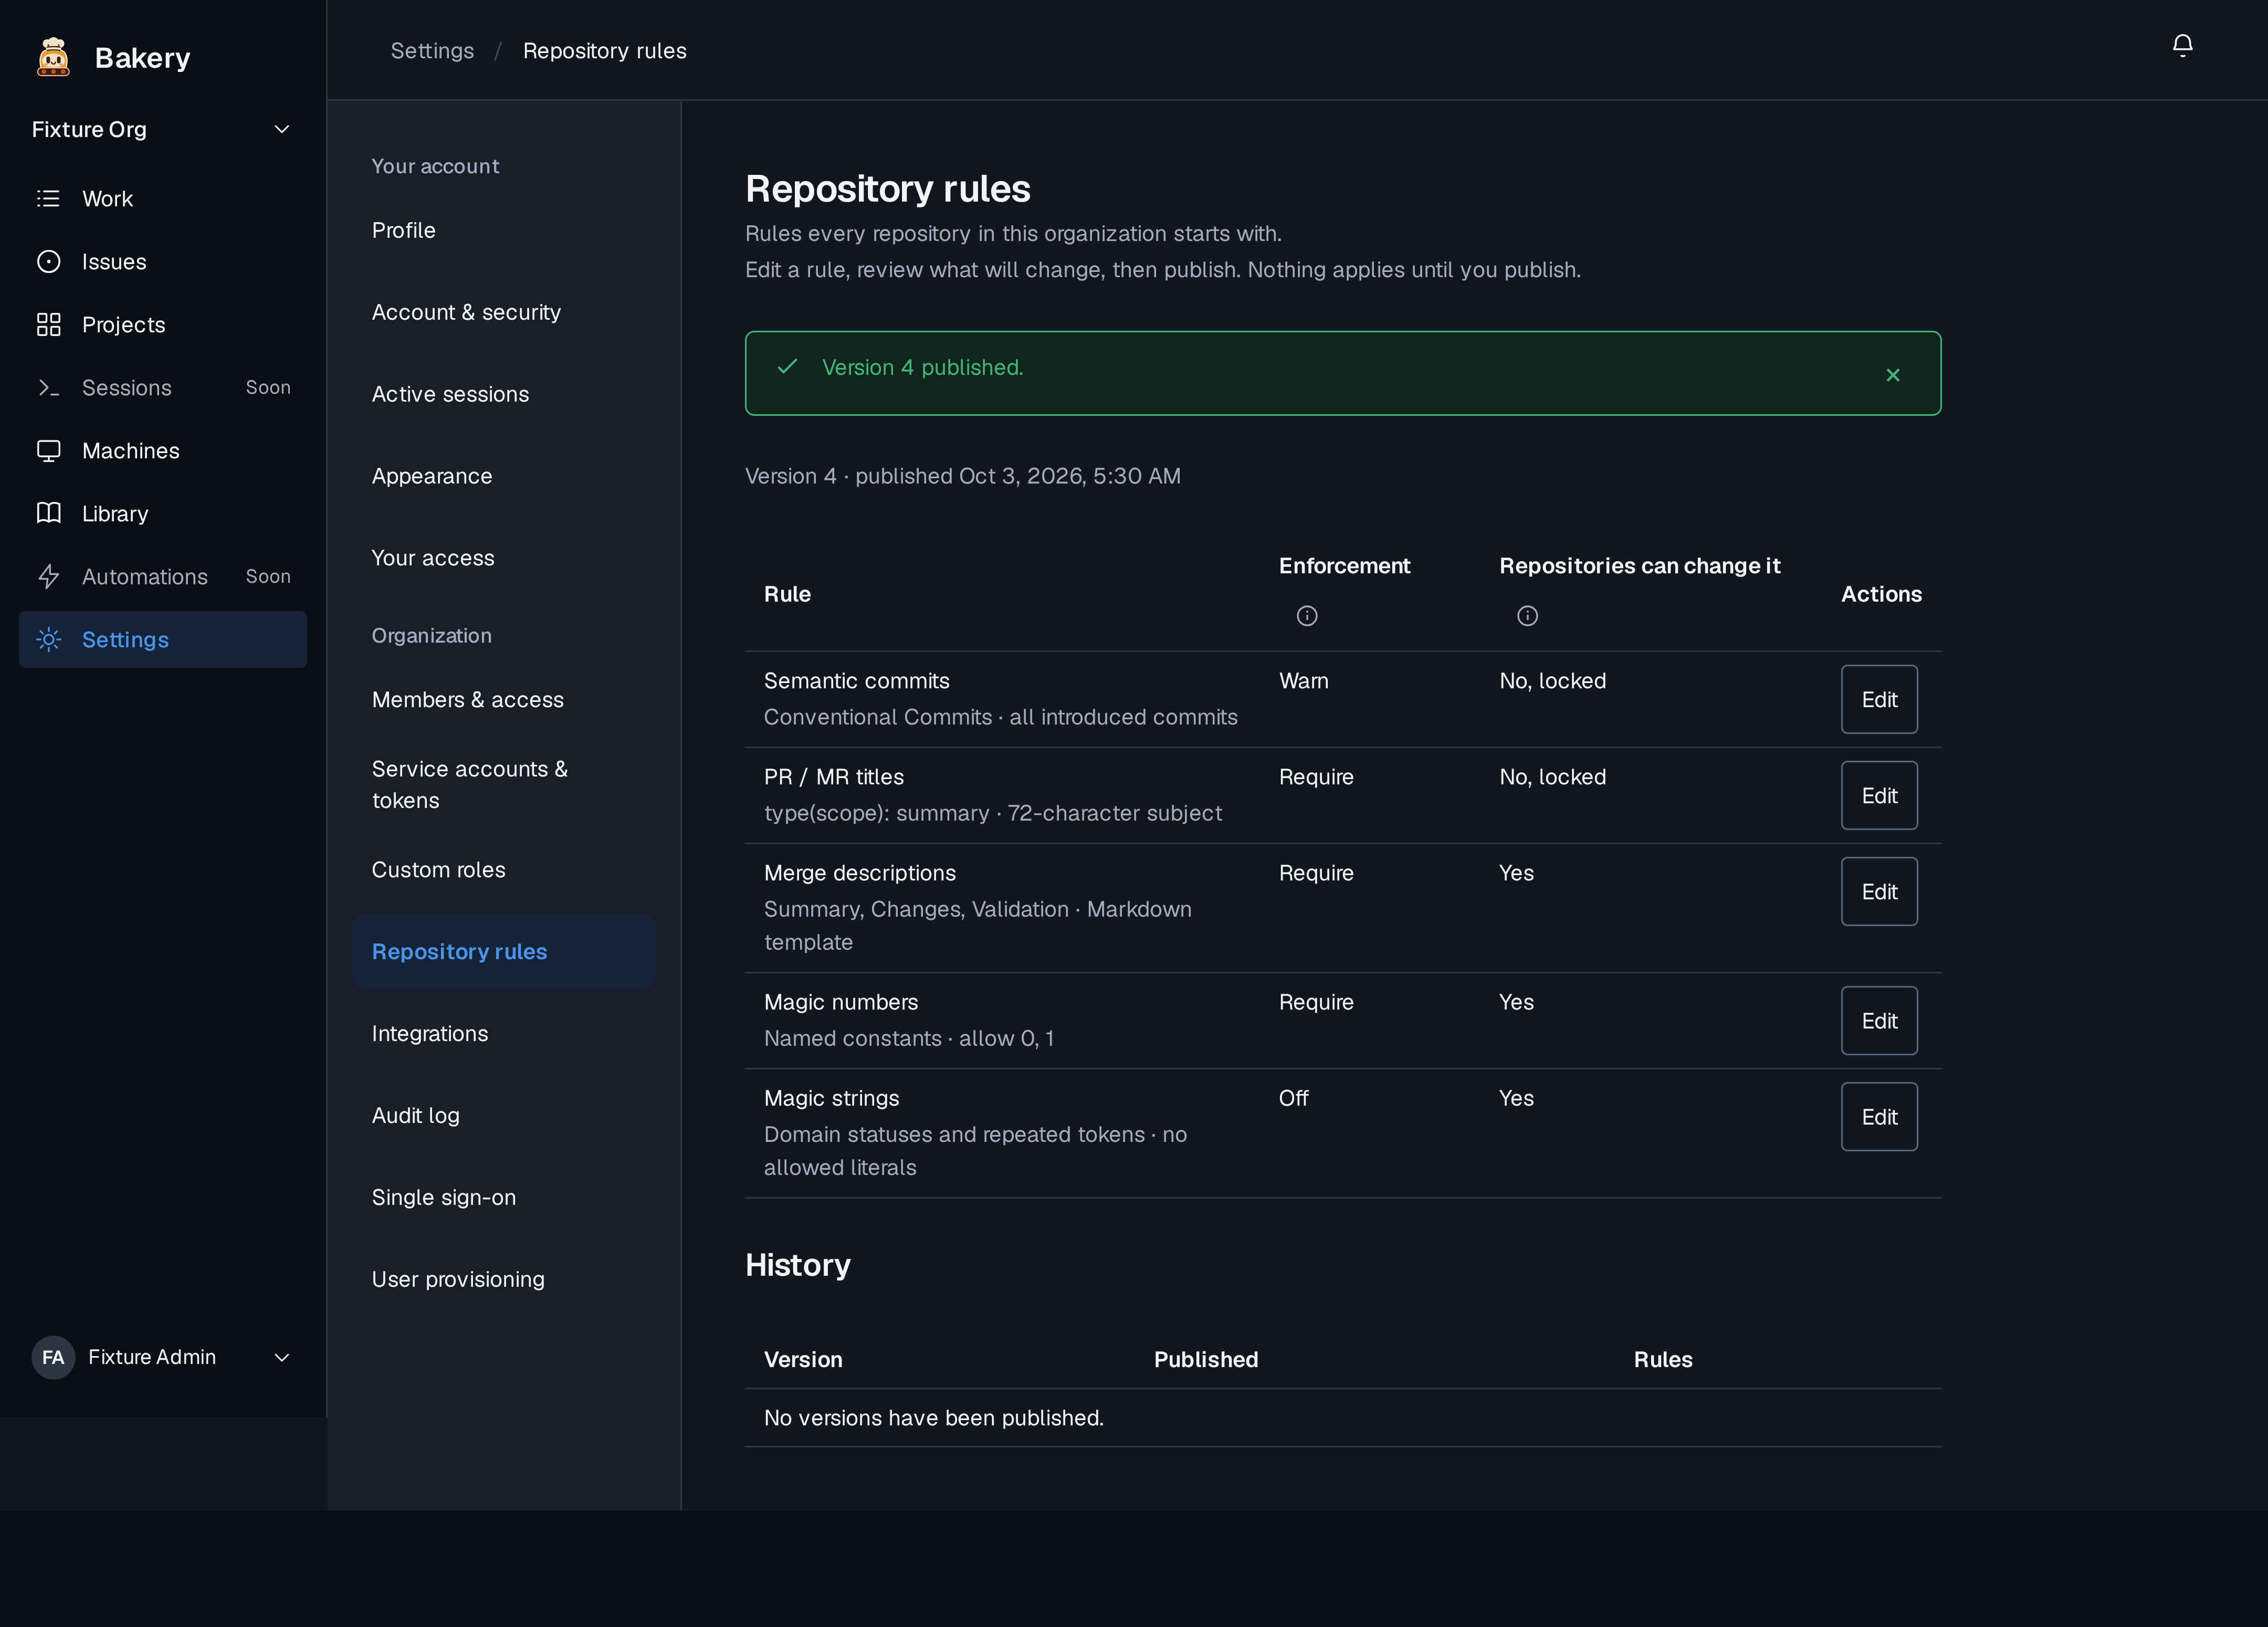 Bakery
Fixture Org
Work
Issues
Projects
Sessions Soon
Machines
Library
Automations Soon
Settings
FA Fixture Admin
Settings / Repository rules
Your account
Profile
Account & security
Active sessions
Appearance
Your access
Organization
Members & access
Service accounts &
tokens
Custom roles
Repository rules
Integrations
Audit log
Single sign-on
User provisioning
Repository rules
Rules every repository in this organization starts with.
Edit a rule, review what will change, then publish. Nothing applies until you publish.
Version 4 published.
Version 4 · published Oct 3, 2026, 5:30 AM
Rule Enforcement Repositories can change it Actions
Semantic commits Warn No, locked Edit
Conventional Commits · all introduced commits
PR / MR titles Require No, locked Edit
type(scope): summary · 72-character subject
Merge descriptions Require Yes Edit
Summary, Changes, Validation · Markdown
template
Magic numbers Require Yes Edit
Named constants · allow 0, 1
Magic strings Off Yes Edit
Domain statuses and repeated tokens · no
allowed literals
History
Version Published Rules
No versions have been published.